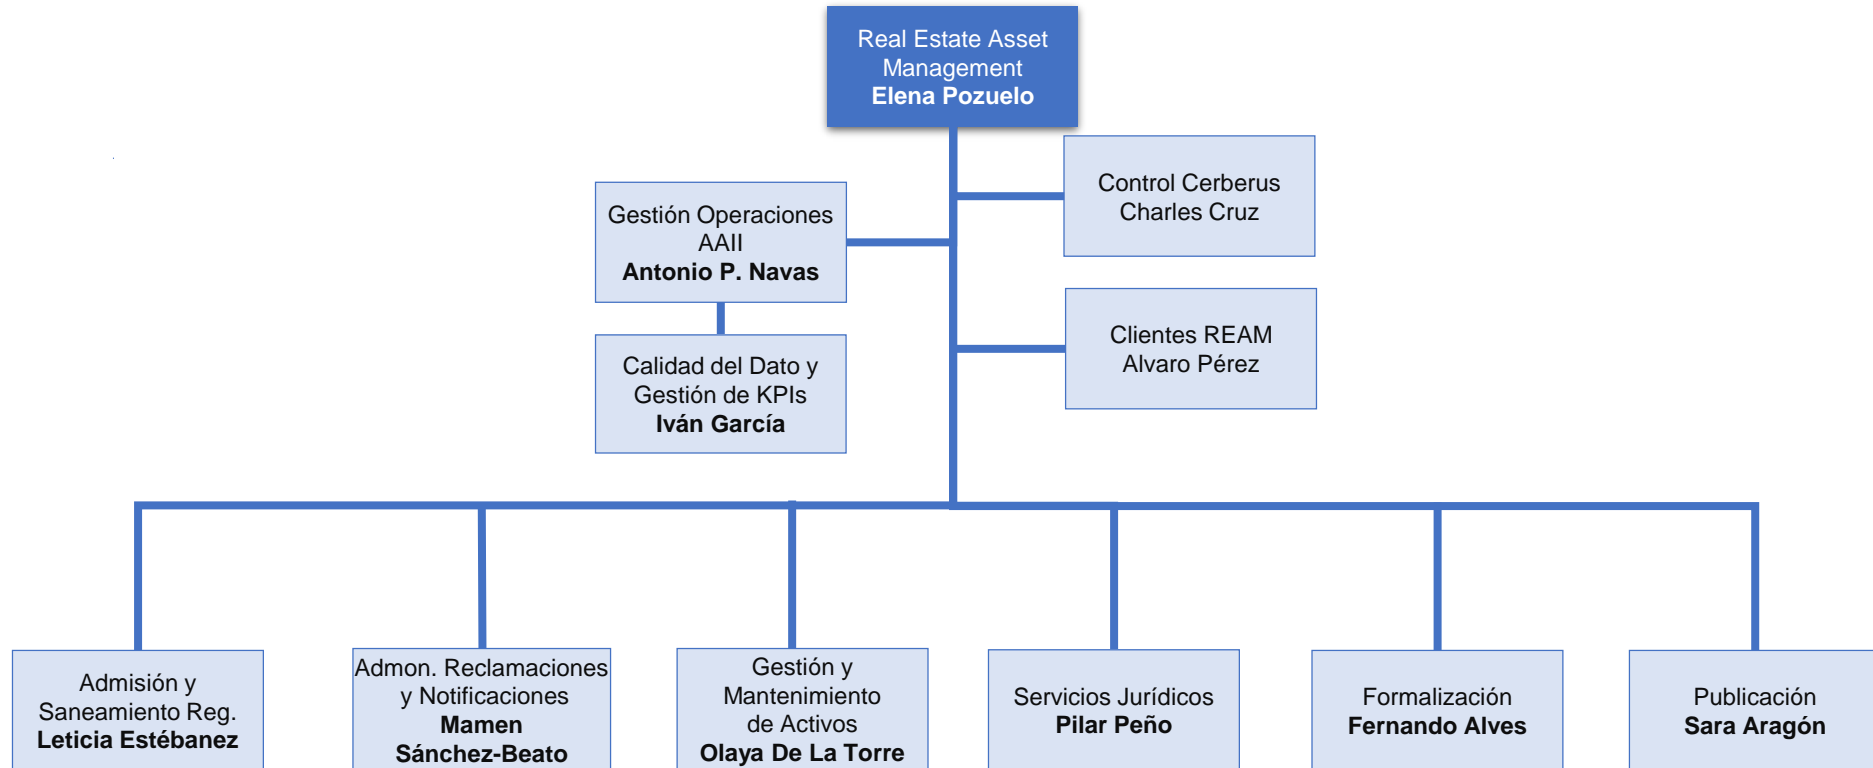 Real Estate Asset
Management
Elena Pozuelo
Control Cerberus
Charles Cruz
Gestión Operaciones
AAII
Antonio P. Navas
Clientes REAM
Alvaro Pérez
Calidad del Dato y
Gestión de KPIs
Iván García
Admisión y
Saneamiento Reg.
Leticia Estébanez
Admon. Reclamaciones
y Notificaciones
Mamen
Sánchez-Beato
Gestión y
Mantenimiento
de Activos
Olaya De La Torre
Servicios Jurídicos
Pilar Peño
Formalización
Fernando Alves
Publicación
Sara Aragón